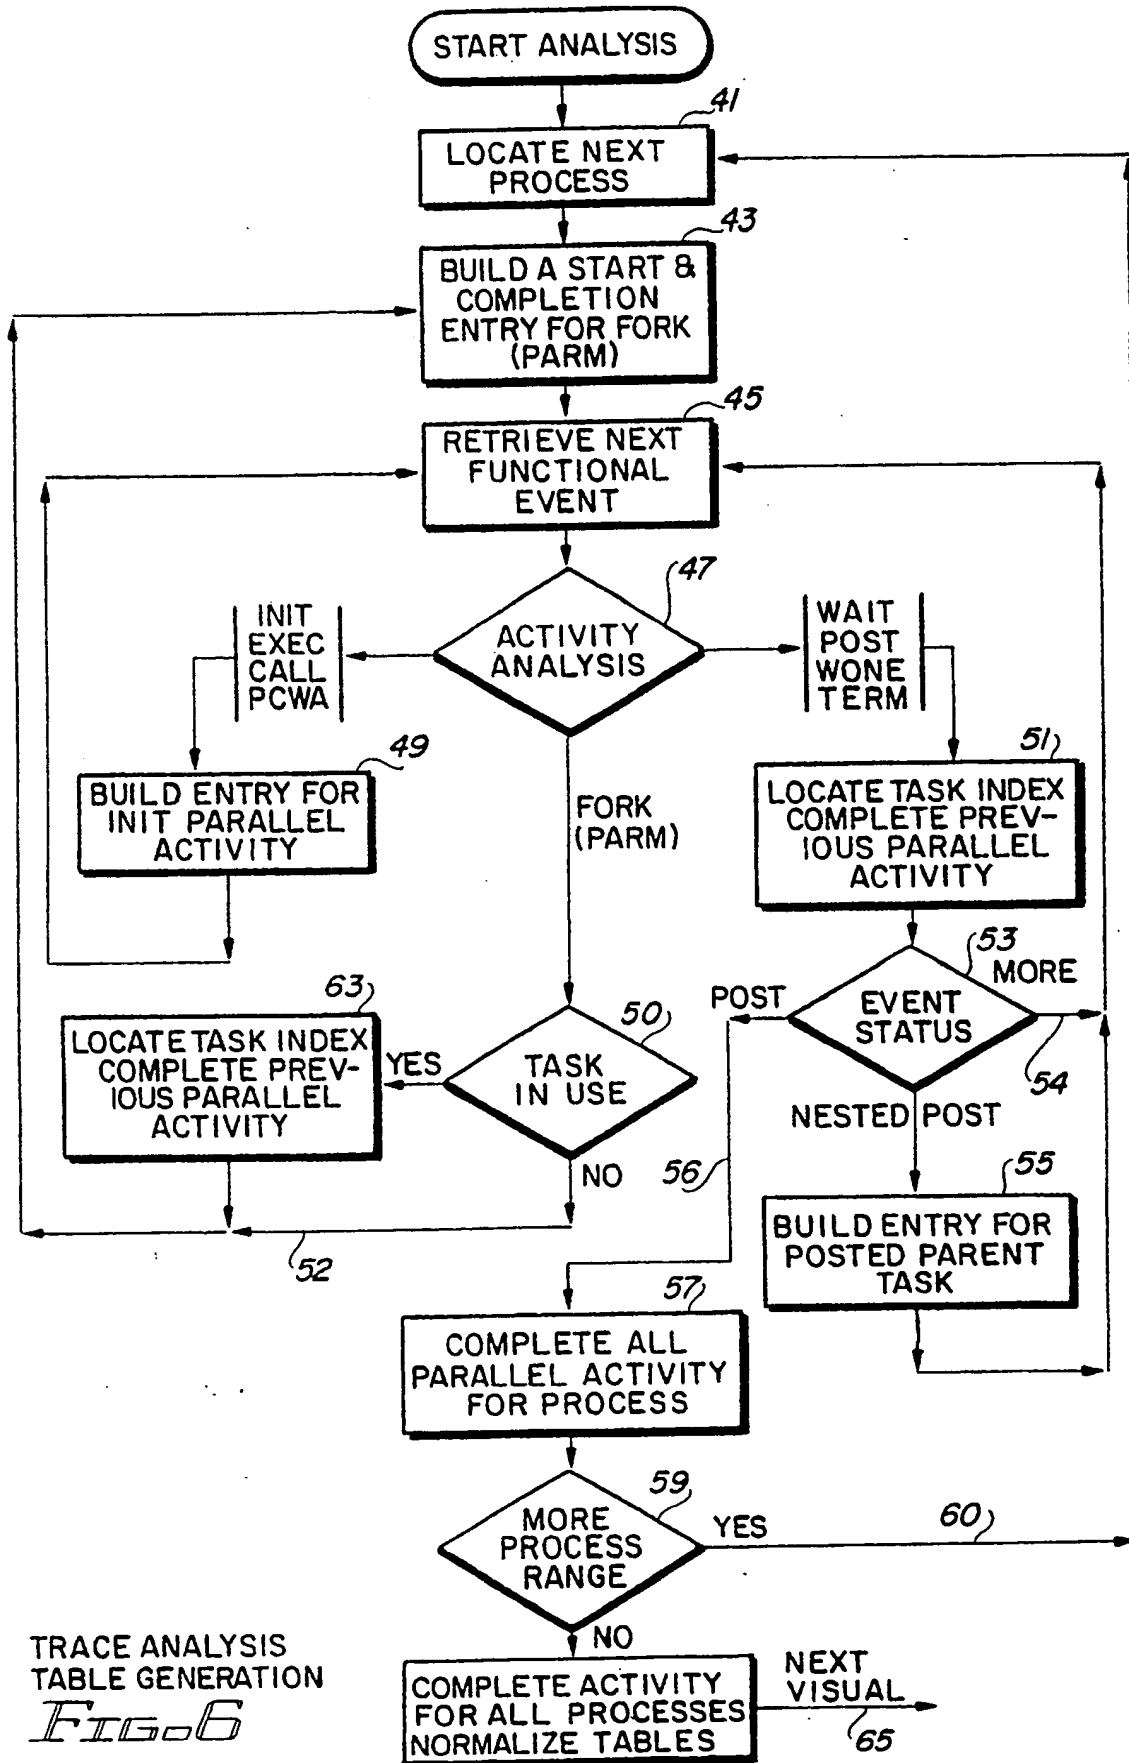 START ANALYSIS
41
LOCATE NEXT
PROCESS
43
BUILD A START &
COMPLETION
ENTRY FOR FORK
(PARM)
45
RETRIEVE NEXT
FUNCTIONAL
EVENT
47
ACTIVITY
ANALYSIS
INIT
EXEC
CALL
PCWA
WAIT
POST
WONE
TERM
49
BUILD ENTRY FOR
INIT PARALLEL
ACTIVITY
FORK
(PARM)
51
LOCATE TASK INDEX
COMPLETE PREV-
IOUS PARALLEL
ACTIVITY
53
MORE
POST
EVENT
STATUS
54
NESTED POST
63
LOCATE TASK INDEX
COMPLETE PREV-
IOUS PARALLEL
ACTIVITY
YES
50
TASK
IN USE
NO
52
56
55
BUILD ENTRY FOR
POSTED PARENT
TASK
57
COMPLETE ALL
PARALLEL ACTIVITY
FOR PROCESS
59
MORE
PROCESS
RANGE
YES
60
NO
COMPLETE ACTIVITY
FOR ALL PROCESSES
NORMALIZE TABLES
NEXT
VISUAL
65
TRACE ANALYSIS
TABLE GENERATION
FIG. 6